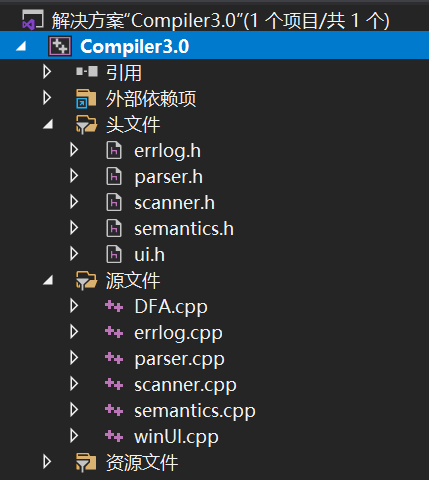 解决方案"Compiler3.0"(1 个项目/共 1 个)
Compiler3.0
引用
外部依赖项
头文件
errlog.h
parser.h
scanner.h
semantics.h
ui.h
源文件
DFA.cpp
errlog.cpp
parser.cpp
scanner.cpp
semantics.cpp
winUI.cpp
资源文件